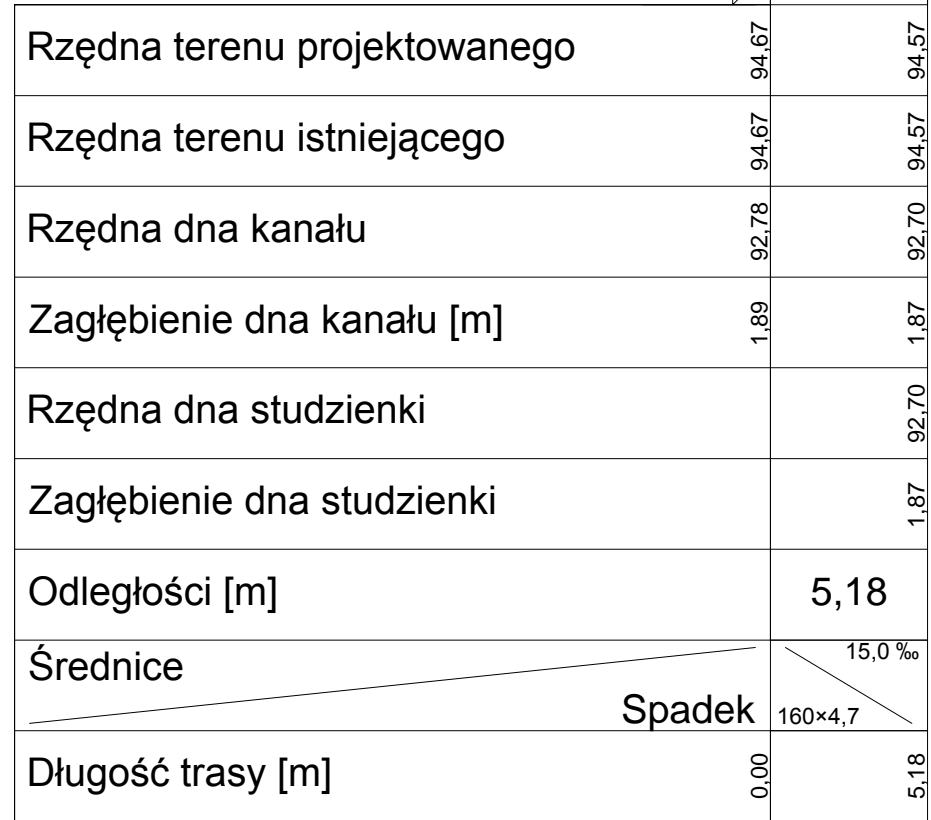 Rzędna terenu projektowanego 94,67 94,57
Rzędna terenu istniejącego 94,67 94,57
Rzędna dna kanału 92,78 92,70
Zagłębienie dna kanału [m] 1,89 1,87
Rzędna dna studzienki 92,70
Zagłębienie dna studzienki 1,87
Odległości [m] 5,18
Średnice 15,0 ‰
Spadek 160×4,7
Długość trasy [m] 0,00 5,18